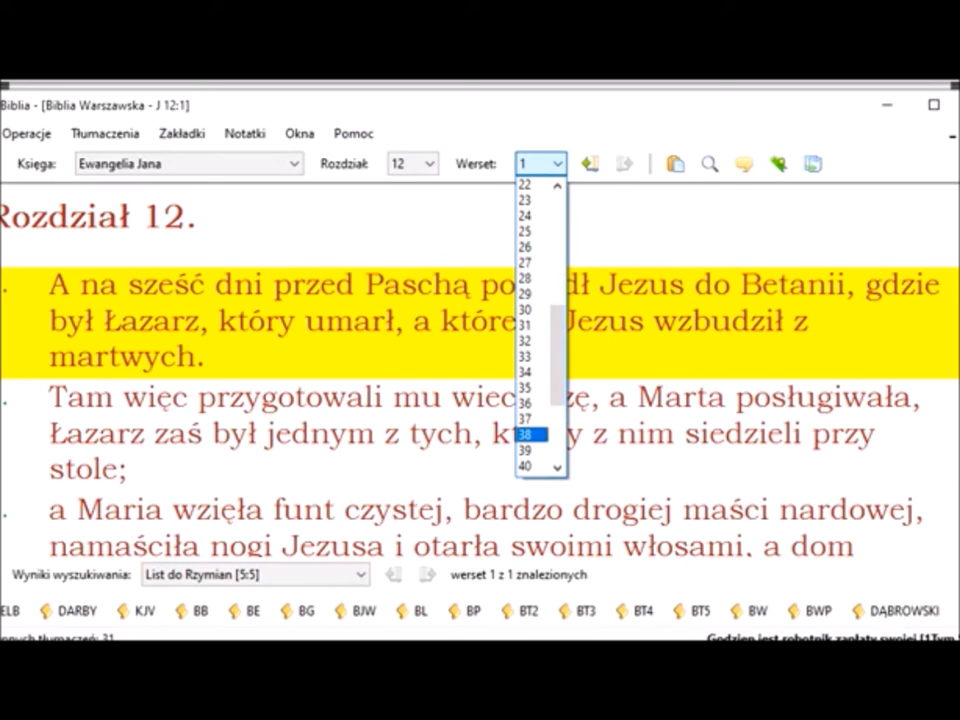 Biblia - [Biblia Warszawska - J 12:1]
Operacje Tłumaczenia Zakładki Notatki Okna Pomoc
Księga: Ewangelia Jana Rozdział: 12 Werset: 1
22
23
24
25
26
27
28
29
30
31
32
33
34
35
36
37
38
39
40
Rozdział 12.
A na sześć dni przed Paschą Jezus do Betanii, gdzie
był Łazarz, który umarł, a Jezus wzbudził z
martwych.
Tam więc przygotowali mu a Marta posługiwała,
Łazarz zaś był jednym z tych, z nim siedzieli przy
stole;
a Maria wzięła funt czystej, bardzo drogiej maści nardowej,
namaściła nogi Jezusa i otarła swoimi włosami, a dom
Wyniki wyszukiwania: List do Rzymian [5:5] werset 1 z 1 znalezionych
ELB DARBY KJV BB BE BG BJW BL BP BT2 BT3 BT4 BT5 BW BWP DĄBROWSKI
tłumaczeń: 31 Godzien jest robotnik zapłaty swojej [1Tym